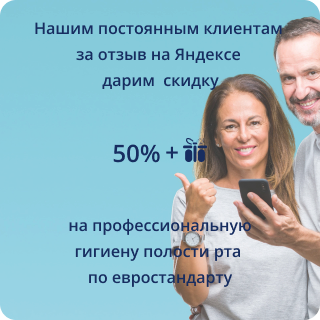 Нашим постоянным клиентам
за отзыв на Яндексе
дарим скидку
50% +
на профессиональную
гигиену полости рта
по евростандарту